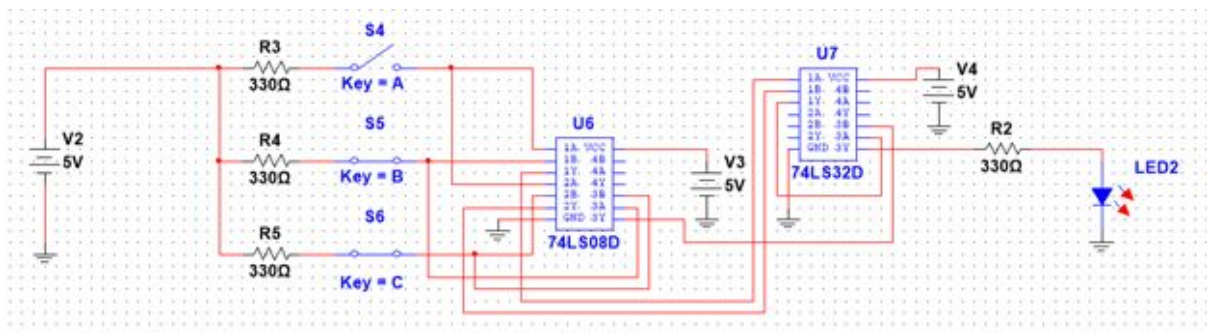 S4
R3
330Ω
Key = A
V2
5V
S5
R4
330Ω
Key = B
S6
R5
330Ω
Key = C
U6
1A VCC
1B 4B
1Y 4A
2A 4Y
2B 3B
2Y 3A
GND 3Y
74LS08D
V3
5V
U7
1A VCC
1B 4B
1Y 4A
2A 4Y
2B 3B
2Y 3A
GND 3Y
74LS32D
V4
5V
R2
330Ω
LED2